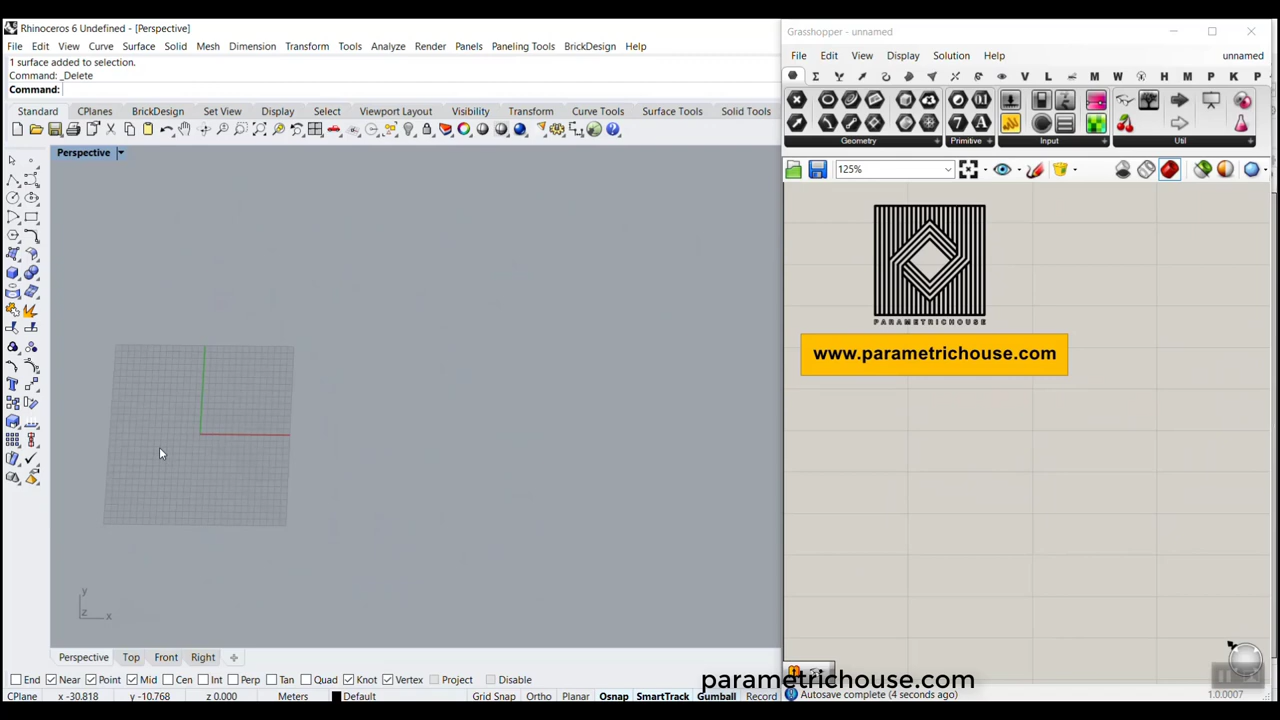 Rhinoceros 6 Undefined - [Perspective]
File Edit View Curve Surface Solid Mesh Dimension Transform Tools Analyze Render Panels Paneling Tools BrickDesign Help
1 surface added to selection.
Command: _Delete
Command:
Standard CPlanes BrickDesign Set View Display Select Viewport Layout Visibility Transform Curve Tools Surface Tools Solid Tools
Perspective
y
z x
Perspective Top Front Right
End Near Point Mid Cen Int Perp Tan Quad Knot Vertex Project Disable
CPlane x -30.818 y -10.768 z 0.000 Meters Default Grid Snap Ortho Planar Osnap SmartTrack Gumball Record
Grasshopper - unnamed
File Edit View Display Solution Help unnamed
V L M W H M P K P
Geometry Primitive Input Util
125%
PARAMETRICHOUSE
www.parametrichouse.com
parametrichouse.com
Autosave complete (4 seconds ago)
1.0.0007